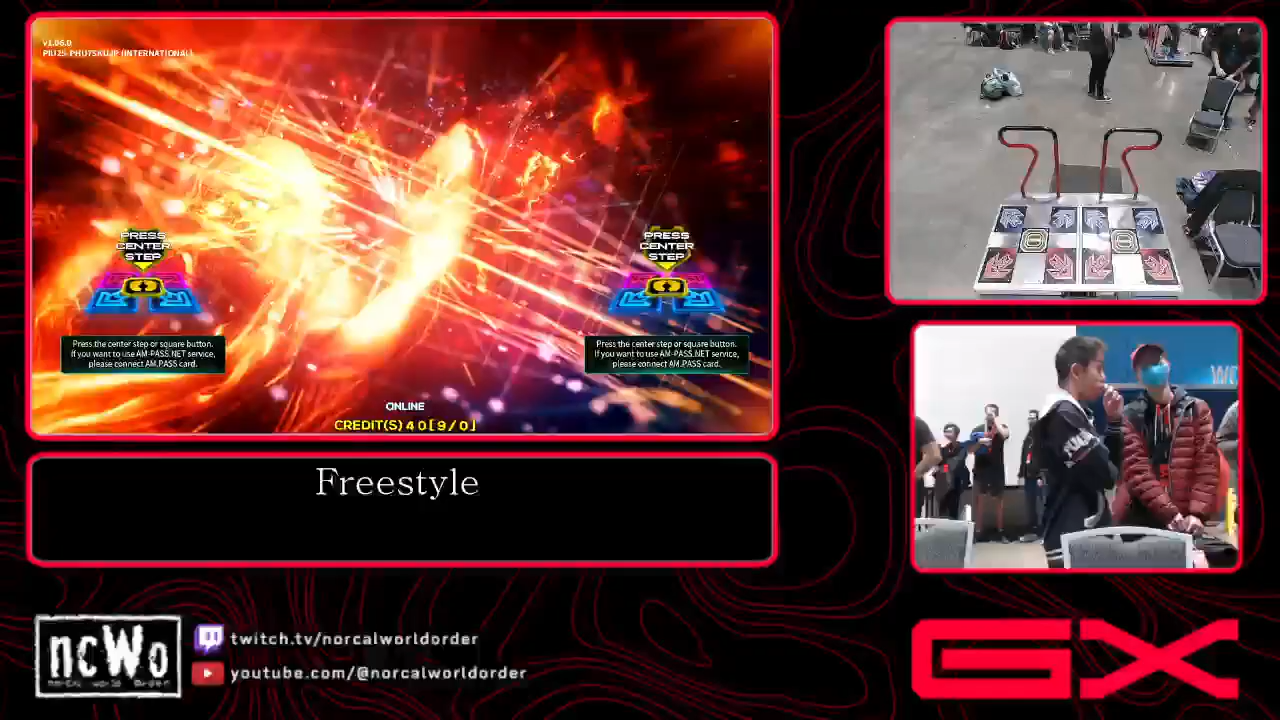 v1.06.0
PRESS
CENTER
STEP
Press the center step or square button.
If you want to use AM-PASS.NET service,
please connect AM.PASS card.
PRESS
CENTER
STEP
Press the center step or square button.
If you want to use AM-PASS.NET service,
please connect AM.PASS card.
ONLINE
CREDIT(S) 4 0 [ 9 / 0 ]
Freestyle
ncWo
norcal world order
twitch.tv/norcalworldorder
youtube.com/@norcalworldorder
GX